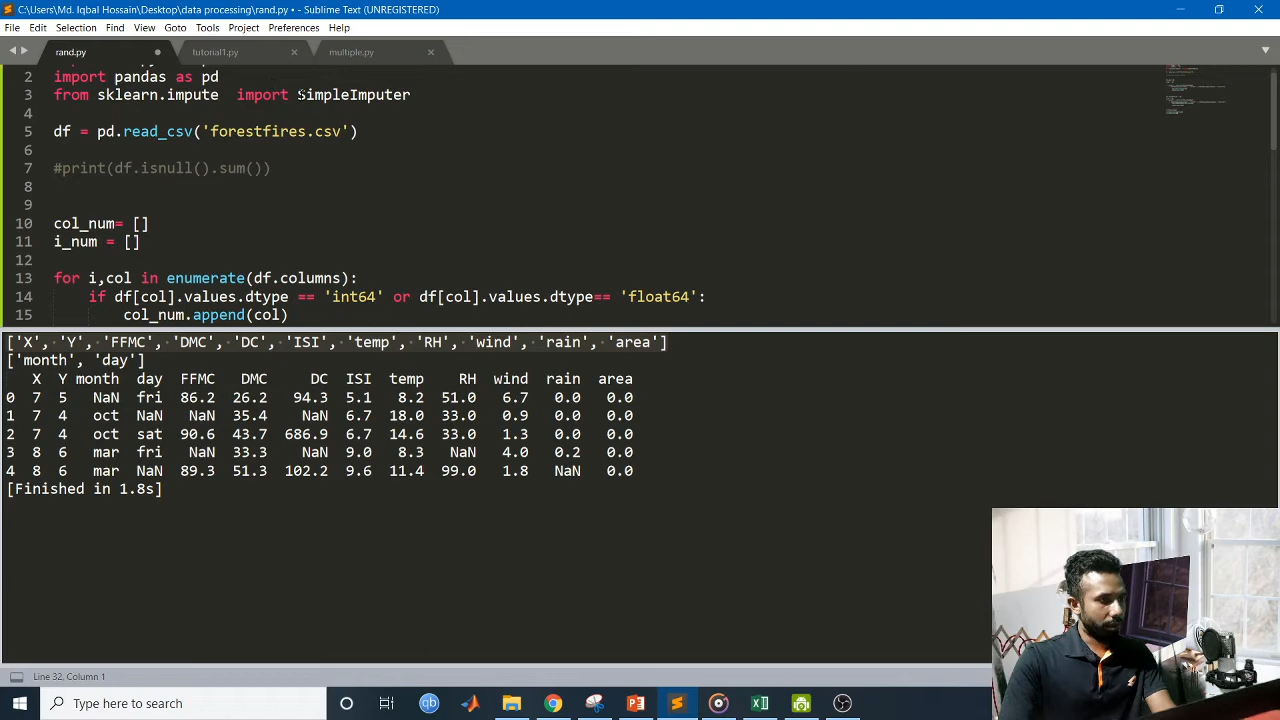 C:\Users\Md. Iqbal Hossain\Desktop\data processing\rand.py • - Sublime Text (UNREGISTERED)
File Edit Selection Find View Goto Tools Project Preferences Help
rand.py tutorial1.py multiple.py
2 import pandas as pd
3 from sklearn.impute  import SimpleImputer
4
5 df = pd.read_csv('forestfires.csv')
6
7 #print(df.isnull().sum())
8
9
10 col_num= []
11 i_num = []
12
13 for i,col in enumerate(df.columns):
14 if df[col].values.dtype == 'int64' or df[col].values.dtype== 'float64':
15 col_num.append(col)
['X', 'Y', 'FFMC', 'DMC', 'DC', 'ISI', 'temp', 'RH', 'wind', 'rain', 'area']
['month', 'day']
X Y month day FFMC DMC DC ISI temp RH wind rain area
0 7 5 NaN fri 86.2 26.2 94.3 5.1 8.2 51.0 6.7 0.0 0.0
1 7 4 oct NaN NaN 35.4 NaN 6.7 18.0 33.0 0.9 0.0 0.0
2 7 4 oct sat 90.6 43.7 686.9 6.7 14.6 33.0 1.3 0.0 0.0
3 8 6 mar fri NaN 33.3 NaN 9.0 8.3 NaN 4.0 0.2 0.0
4 8 6 mar NaN 89.3 51.3 102.2 9.6 11.4 99.0 1.8 NaN 0.0
[Finished in 1.8s]
Line 32, Column 1
Type here to search